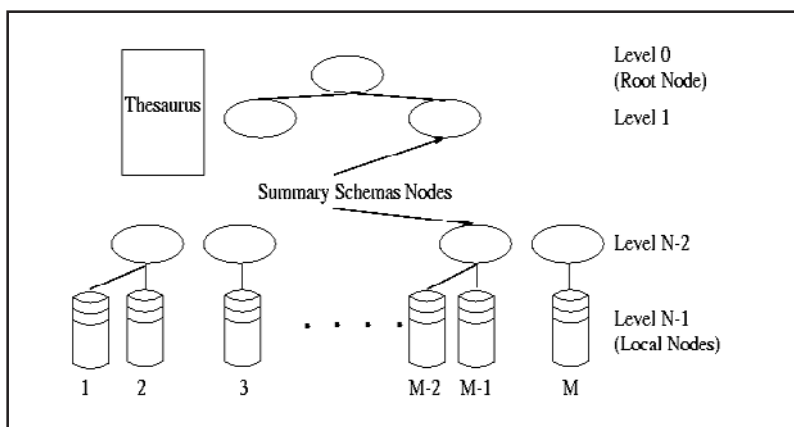 Level 0
(Root Node)
Thesaurus
Level 1
Summary Schemas Nodes
Level N-2
Level N-1
(Local Nodes)
1 2 3 M-2 M-1 M